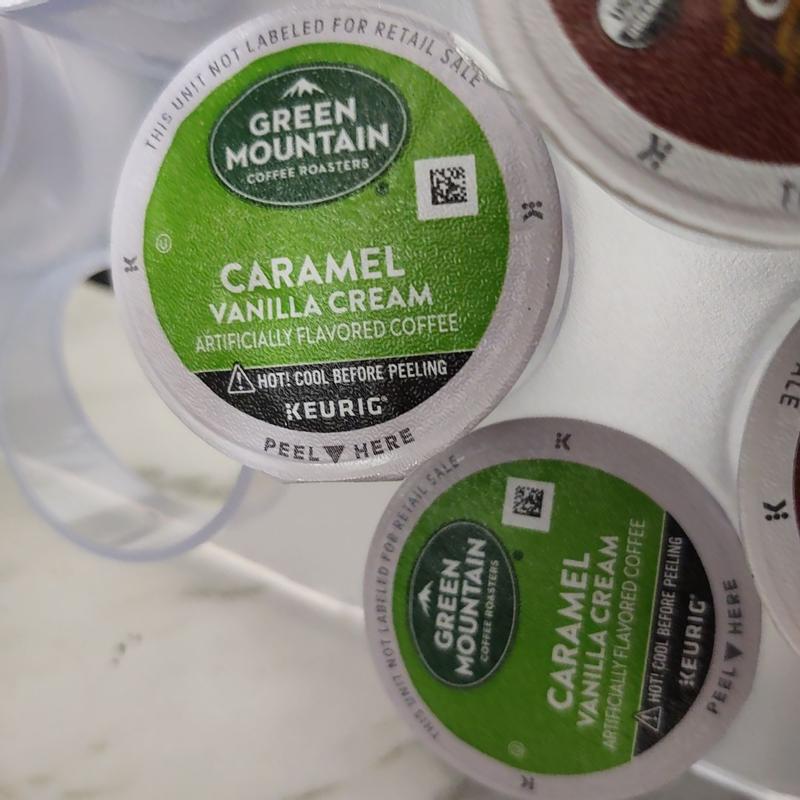 THIS UNIT NOT LABELED FOR RETAIL SALE
GREEN
MOUNTAIN
COFFEE ROASTERS
CARAMEL
VANILLA CREAM
ARTIFICIALLY FLAVORED COFFEE
HOT! COOL BEFORE PEELING
KEURIG
PEEL HERE
THIS UNIT NOT LABELED FOR RETAIL SALE
GREEN
MOUNTAIN
COFFEE ROASTERS
CARAMEL
VANILLA CREAM
ARTIFICIALLY FLAVORED COFFEE
HOT! COOL BEFORE PEELING
KEURIG
PEEL HERE